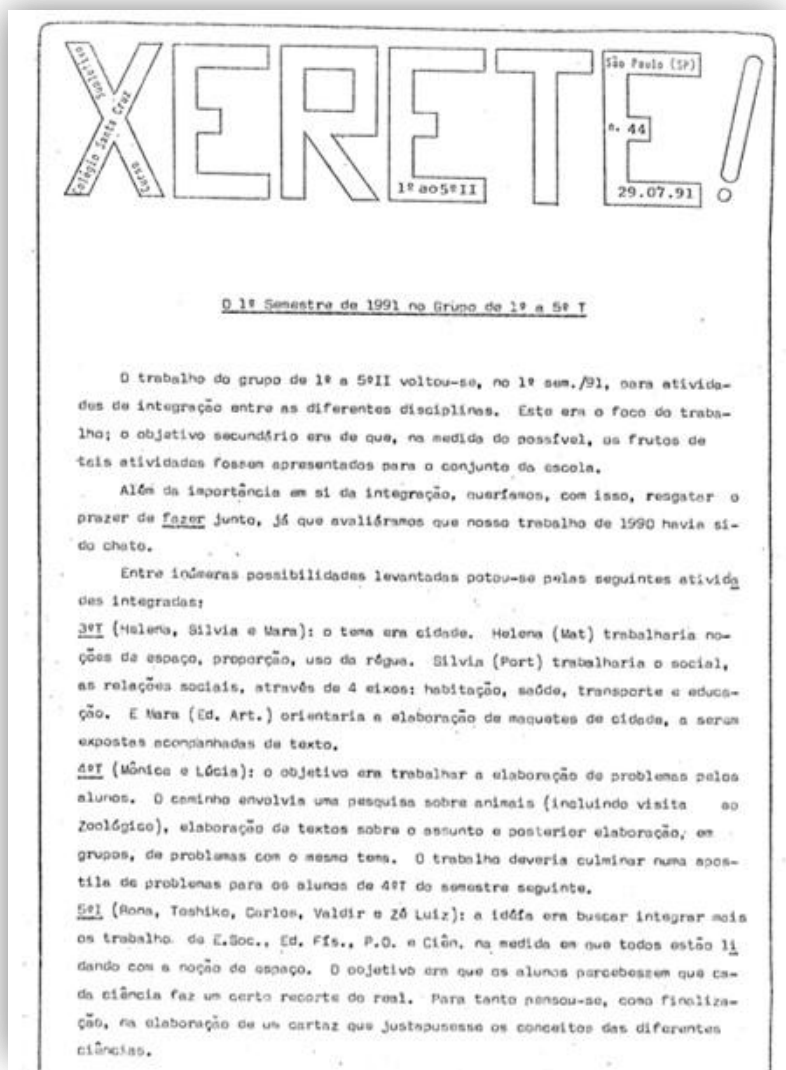 XERETE!
Colégio Santa Cruz
Curso Supletivo
1º ao 5º II
São Paulo (SP)
n. 44
29.07.91
O 1º Semestre de 1991 no Grupo de 1º a 5º T
O trabalho do grupo de 1º a 5ºII voltou-se, no 1º sem./91, para ativida-
des de integração entre as diferentes disciplinas. Este era o foco do traba-
lho; o objetivo secundário era de que, na medida do possível, os frutos de
tais atividades fossem apresentados para o conjunto da escola.
Além da importância em si da integração, queríamos, com isso, resgatar o
prazer de fazer junto, já que avaliáramos que nosso trabalho de 1990 havia si-
do chato.
Entre inúmeras possibilidades levantadas potou-se pelas seguintes ativida
des integradas:
3ºT (Helena, Silvia e Mara): o tema era cidade. Helena (Mat) trabalharia no-
ções de espaço, proporção, uso da régua. Silvia (Port) trabalharia o social,
as relações sociais, através de 4 eixos: habitação, saúde, transporte e educa-
ção. E Mara (Ed. Art.) orientaria a elaboração de maquetes de cidade, a serem
expostas acompanhadas de texto.
4ºT (Mônica e Lúcia): o objetivo era trabalhar a elaboração de problemas pelos
alunos. O caminho envolvia uma pesquisa sobre animais (incluindo visita ao
Zoológico), elaboração de textos sobre o assunto e posterior elaboração, em
grupos, de problemas com o mesmo tema. O trabalho deveria culminar numa apos-
tila de problemas para os alunos de 4ºT do semestre seguinte.
5ºI (Rona, Toshiko, Carlos, Valdir e Zé Luiz): a idéia era buscar integrar mais
os trabalho de E.Soc., Ed. Fís., P.O. e Ciên. na medida em que todos estão li
dando com a noção de espaço. O objetivo era que os alunos percebessem que ca-
da ciência faz um certo recorte do real. Para tanto pensou-se, como finaliza-
ção, na elaboração de um cartaz que justapusesse os conceitos das diferentes
ciências.